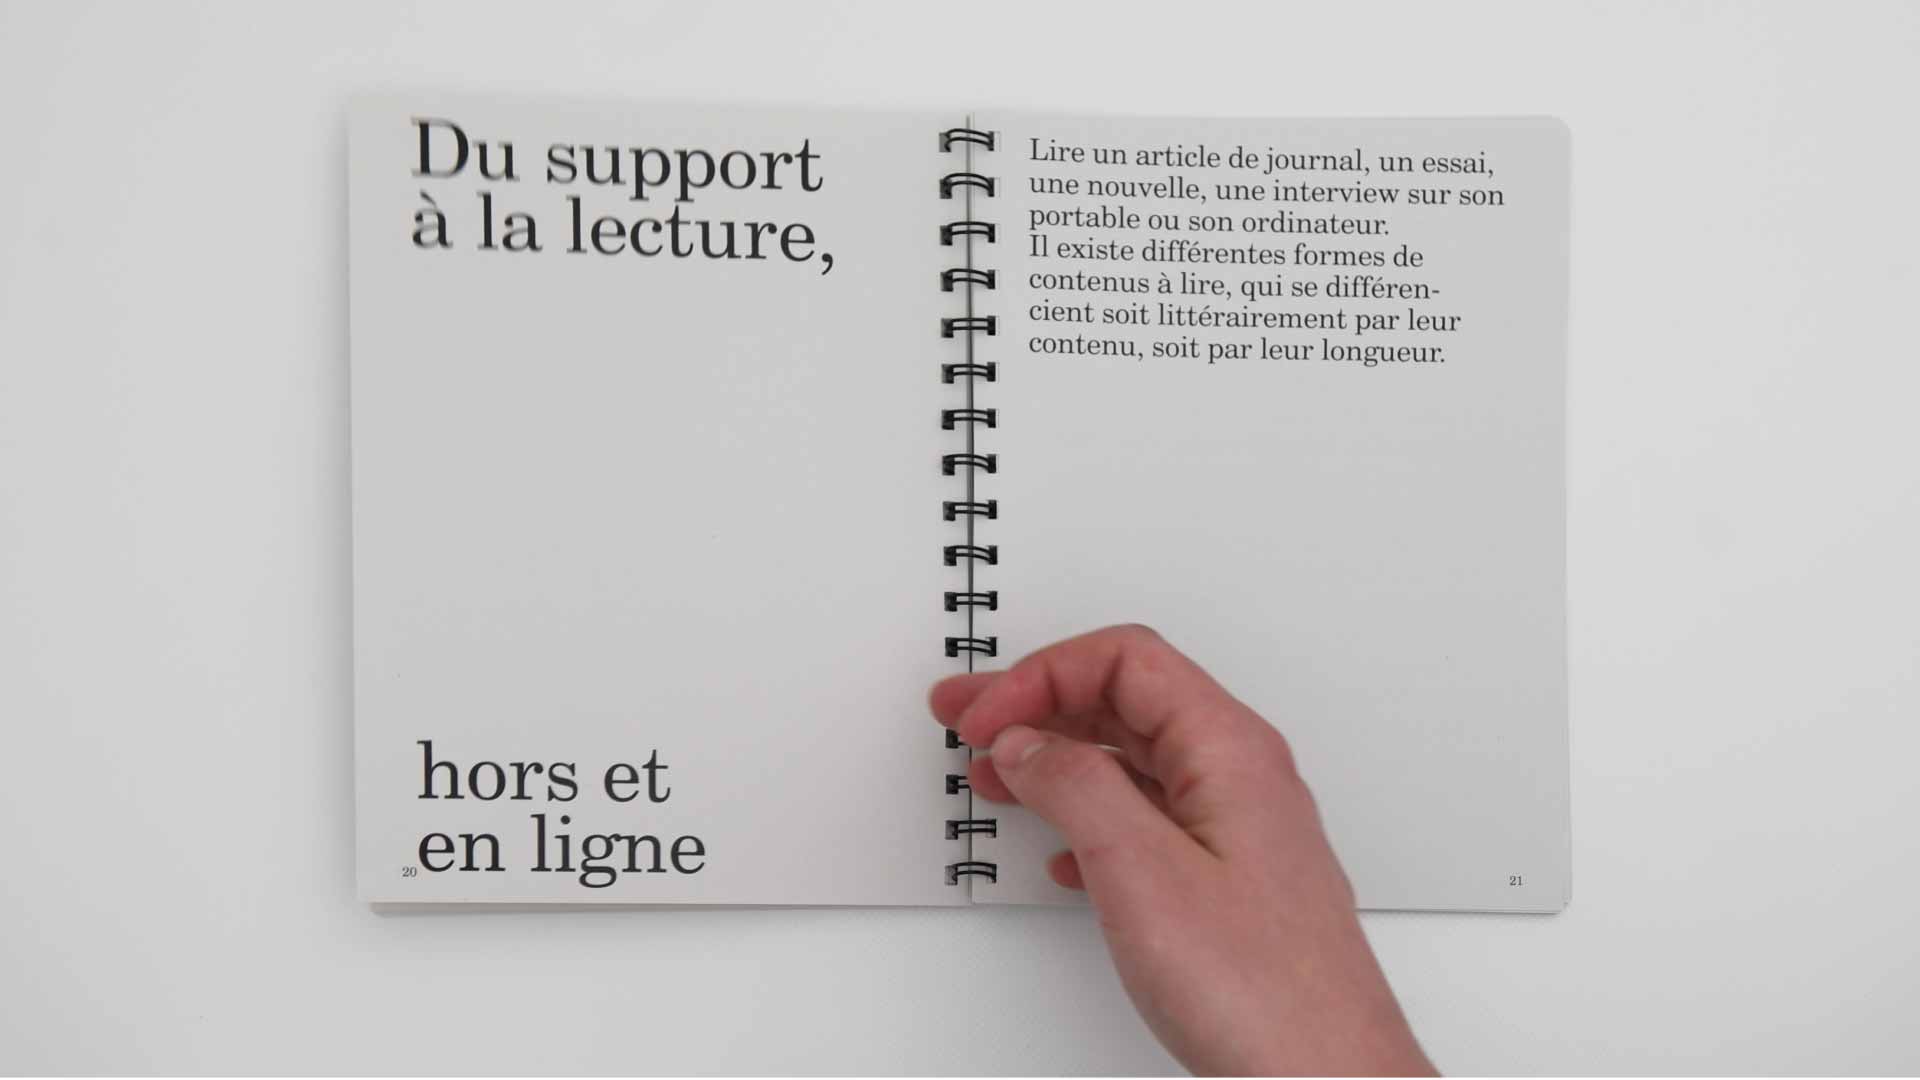 Du support
à la lecture,
hors et
en ligne
20
Lire un article de journal, un essai,
une nouvelle, une interview sur son
portable ou son ordinateur.
Il existe différentes formes de
contenus à lire, qui se différen-
cient soit littérairement par leur
contenu, soit par leur longueur.
21